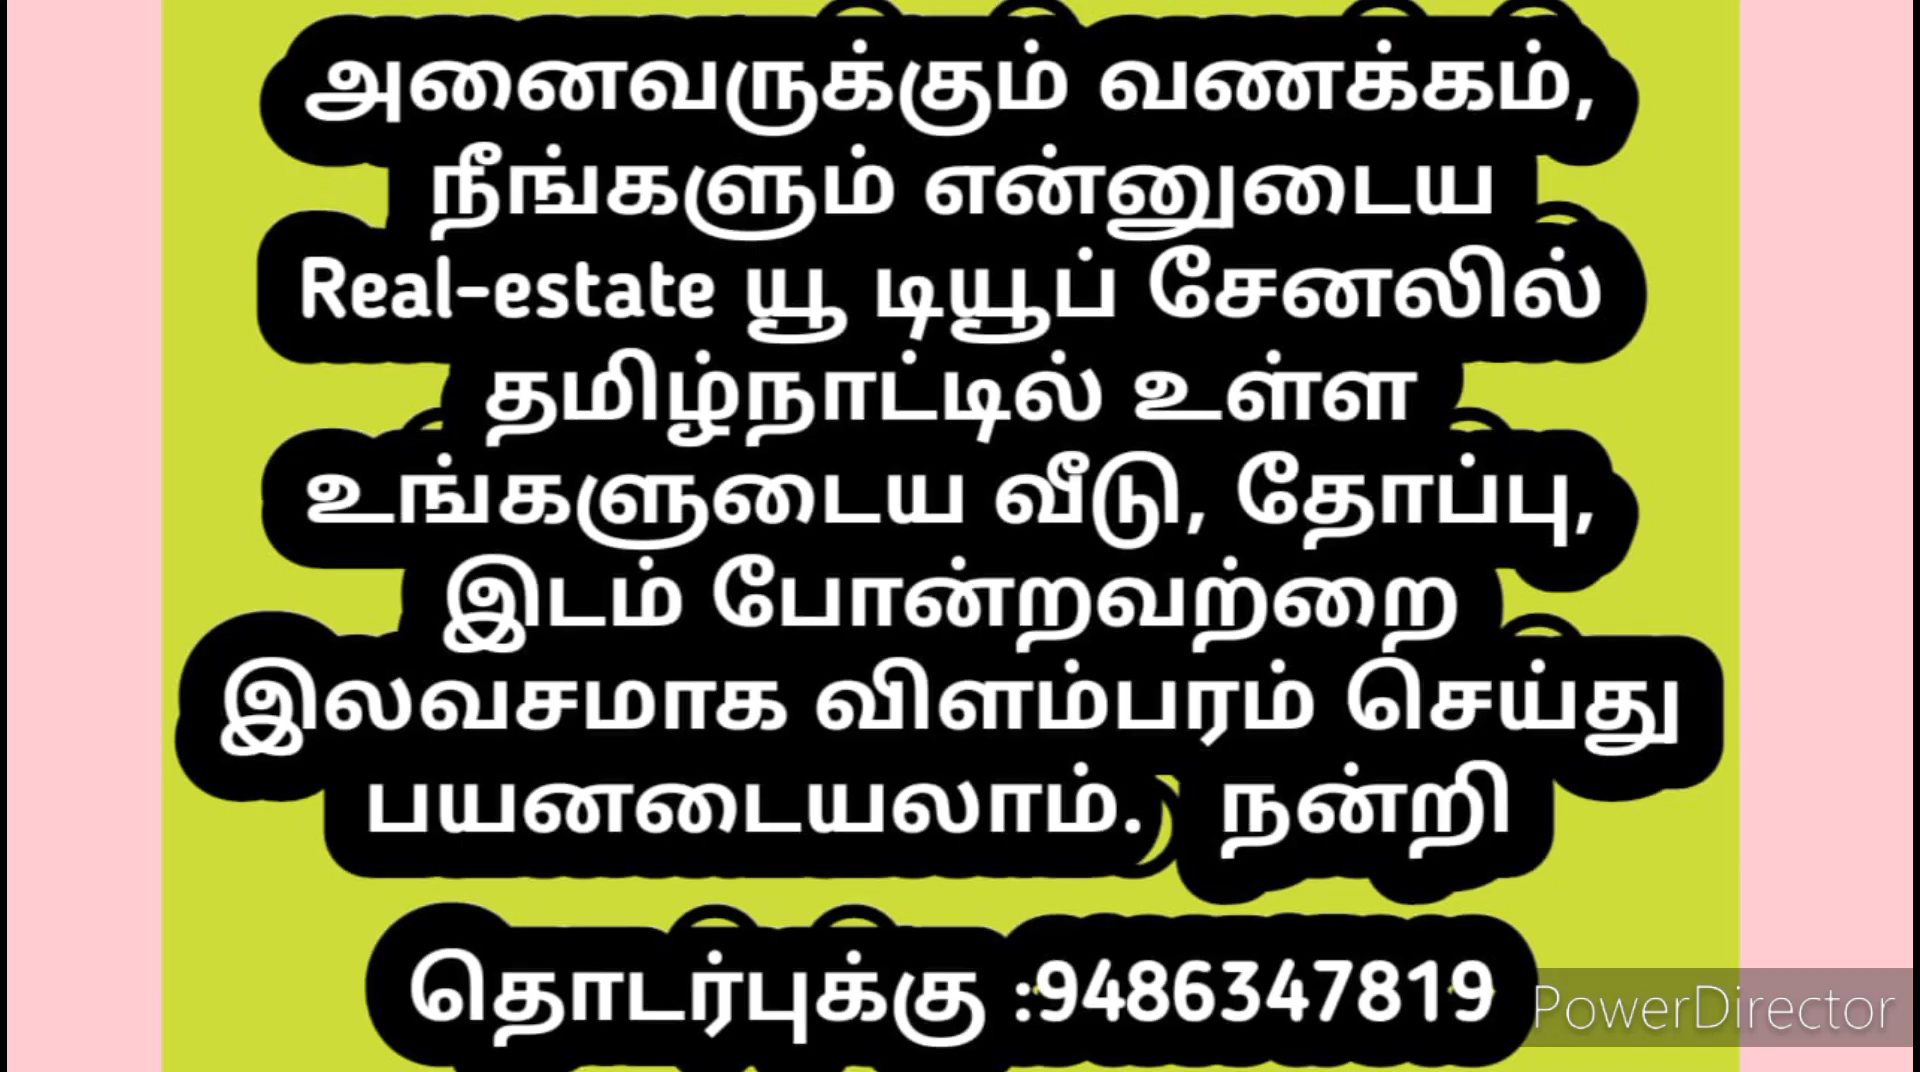 அனைவருக்கும் வணக்கம்,
நீங்களும் என்னுடைய
Real-estate யூ டியூப் சேனலில்
தமிழ்நாட்டில் உள்ள
உங்களுடைய வீடு, தோப்பு,
இடம் போன்றவற்றை
இலவசமாக விளம்பரம் செய்து
பயனடையலாம். நன்றி
தொடர்புக்கு :9486347819
PowerDirector